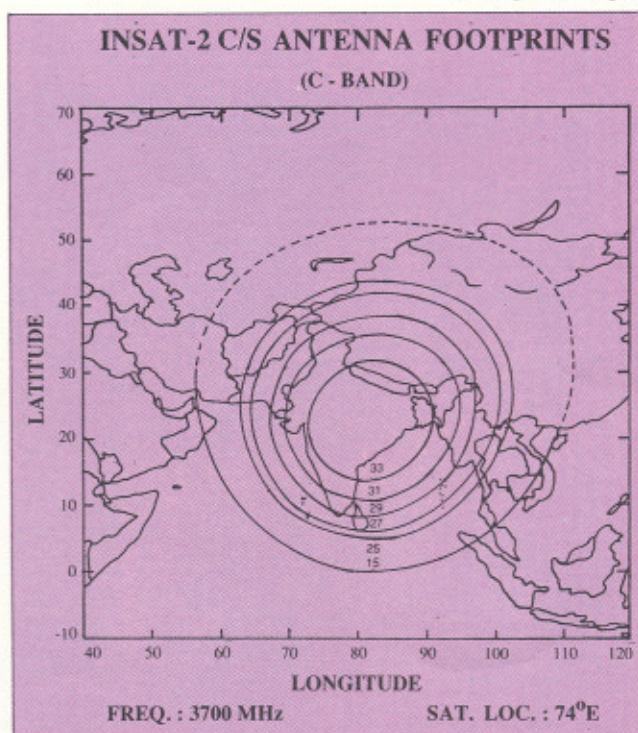 INSAT-2 C/S ANTENNA FOOTPRINTS
(C - BAND)
70
60
50
40
30
20
10
0
-10
LATITUDE
33
31
29
27
25
15
40 50 60 70 80 90 100 110 120
LONGITUDE
FREQ. : 3700 MHz SAT. LOC. : 74°E